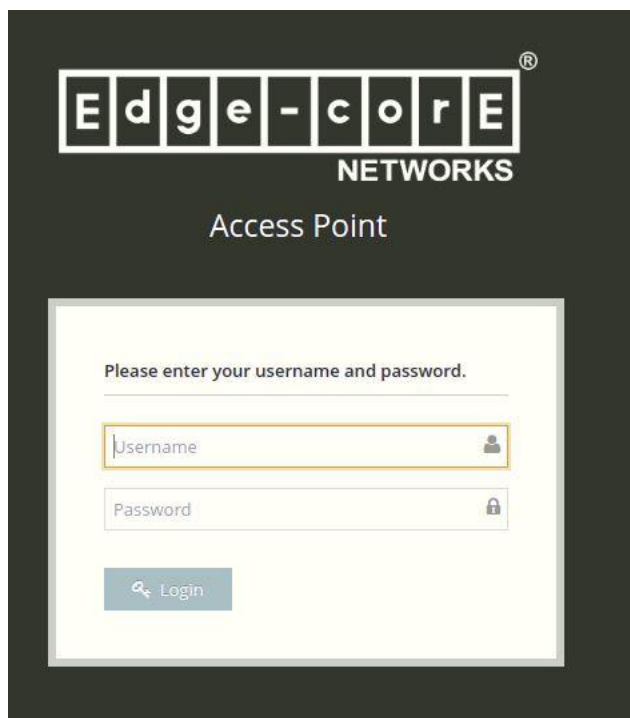 Edge-corE®
NETWORKS
Access Point
Please enter your username and password.
Username
Password
Login